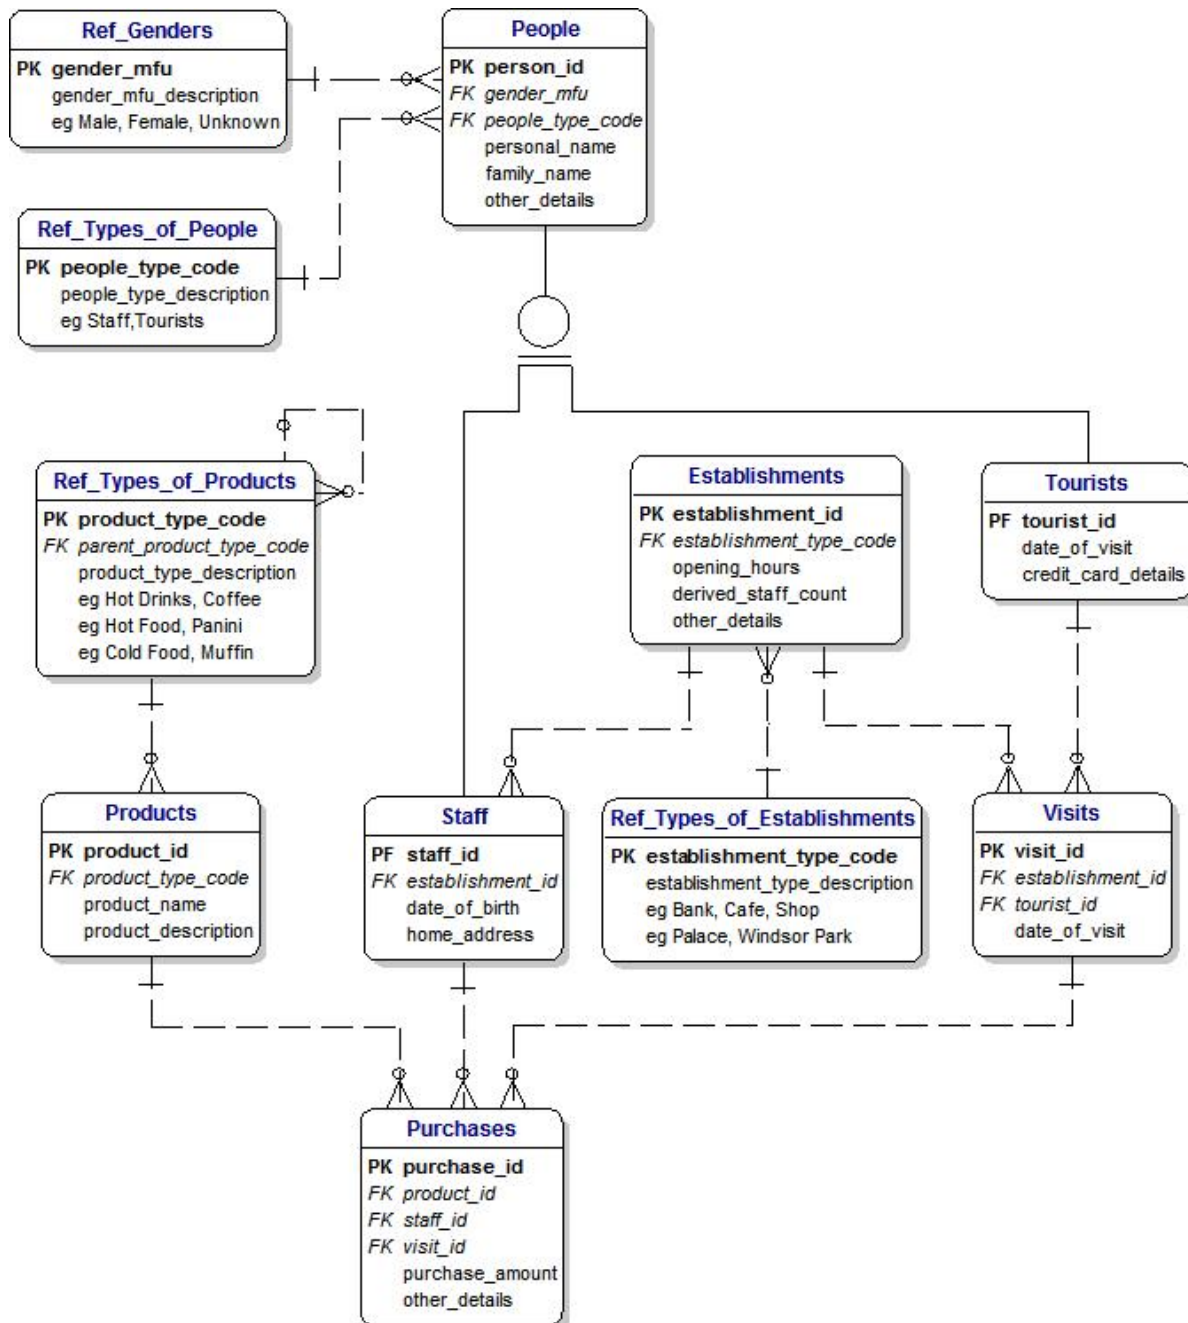 Ref_Genders
PK gender_mfu
gender_mfu_description
eg Male, Female, Unknown
People
PK person_id
FK gender_mfu
FK people_type_code
personal_name
family_name
other_details
Ref_Types_of_People
PK people_type_code
people_type_description
eg Staff,Tourists
Ref_Types_of_Products
PK product_type_code
FK parent_product_type_code
product_type_description
eg Hot Drinks, Coffee
eg Hot Food, Panini
eg Cold Food, Muffin
Establishments
PK establishment_id
FK establishment_type_code
opening_hours
derived_staff_count
other_details
Tourists
PF tourist_id
date_of_visit
credit_card_details
Products
PK product_id
FK product_type_code
product_name
product_description
Staff
PF staff_id
FK establishment_id
date_of_birth
home_address
Ref_Types_of_Establishments
PK establishment_type_code
establishment_type_description
eg Bank, Cafe, Shop
eg Palace, Windsor Park
Visits
PK visit_id
FK establishment_id
FK tourist_id
date_of_visit
Purchases
PK purchase_id
FK product_id
FK staff_id
FK visit_id
purchase_amount
other_details